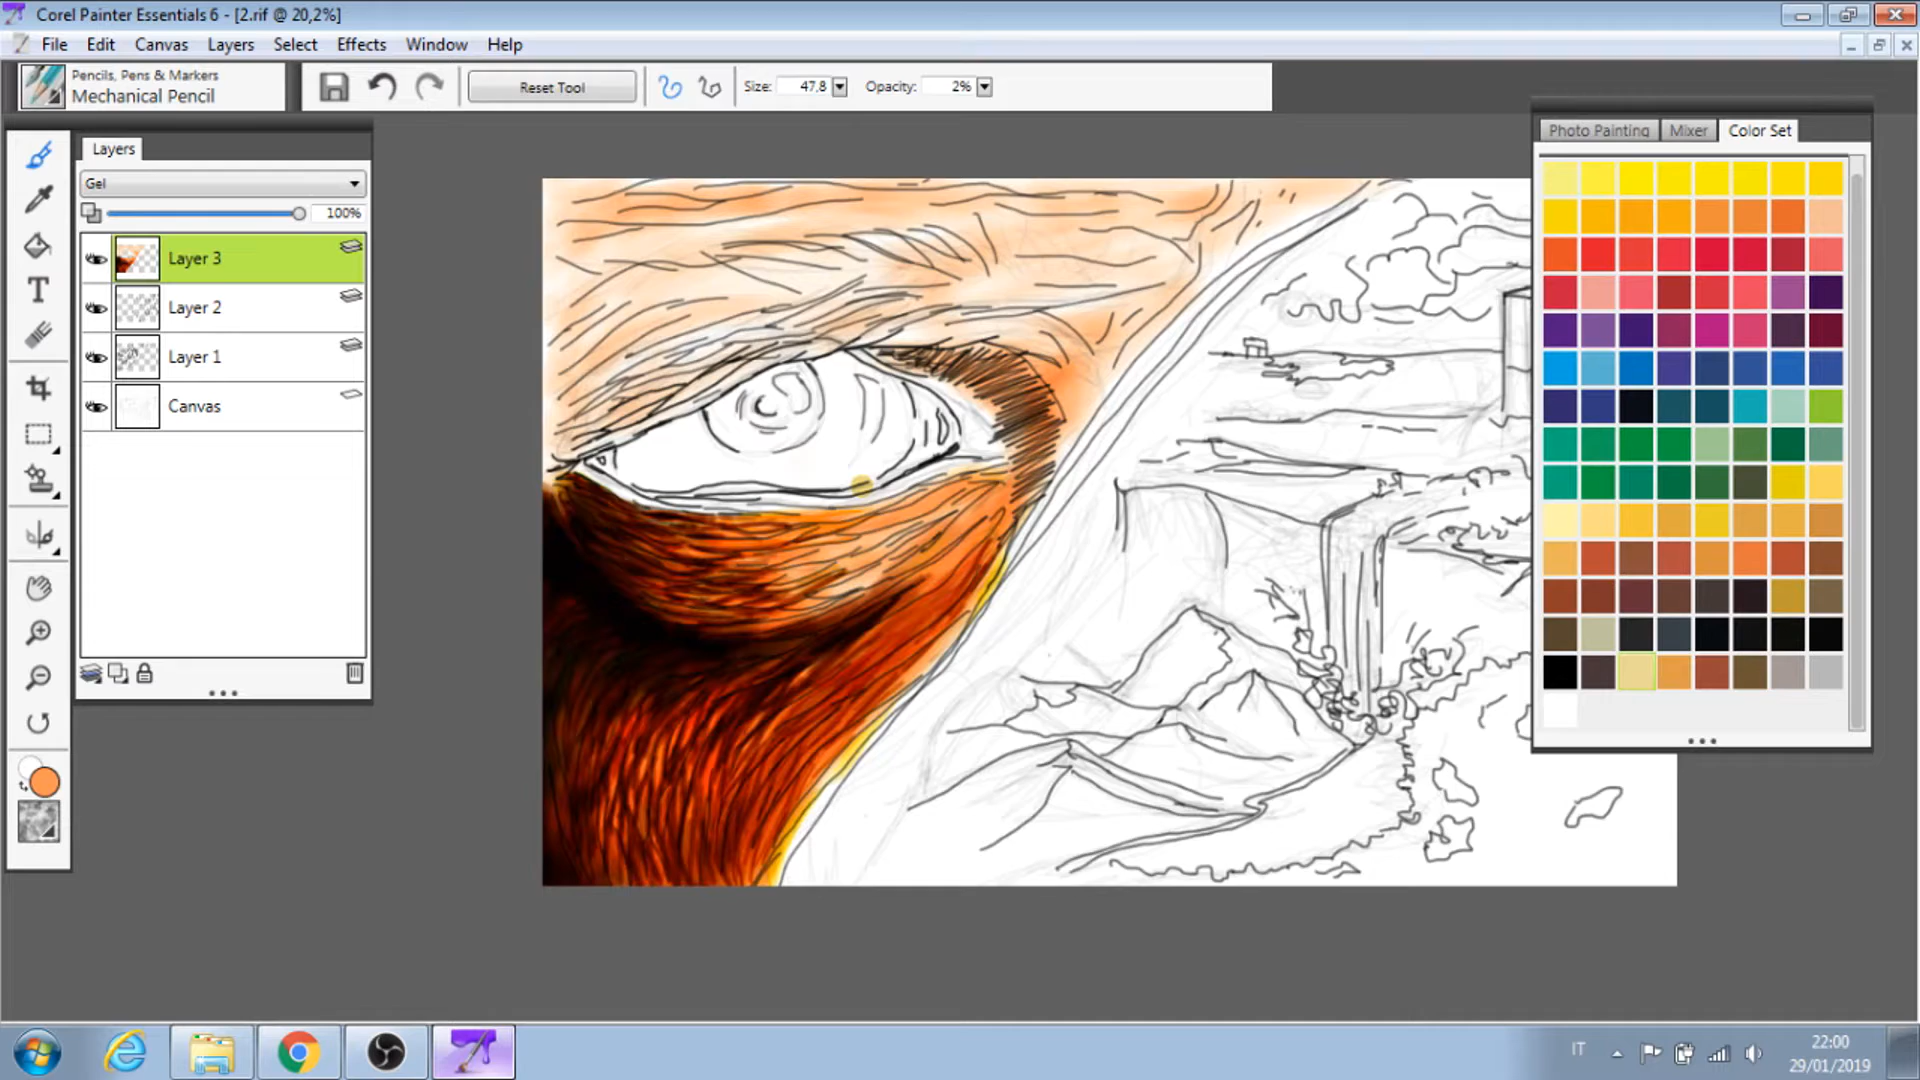 Corel Painter Essentials 6 - [2.rif @ 20,2%]
File Edit Canvas Layers Select Effects Window Help
Pencils, Pens & Markers
Mechanical Pencil
Reset Tool
Size: 47,8
Opacity: 2%
Layers
Gel
100%
Layer 3
Layer 2
Layer 1
Canvas
Photo Painting Mixer Color Set
IT
22:00
29/01/2019